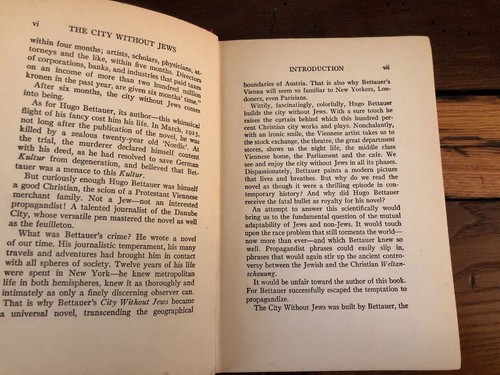 vi
THE CITY WITHOUT JEWS
within four months; artists, scholars, physicians, at-
torneys and the like, within five months. Directors
of corporations, banks, and industries that paid taxes
on an income of more than two hundred million
kronen in the past year, are given six months' time."
After six months, the city without Jews comes
into being.
As for Hugo Bettauer, its author—this whimsical
flight of his fancy cost him his life. In March, 1925,
not long after the publication of the novel, he was
killed by a zealous twenty-year old 'Nordic'. At
the trial, the murderer declared himself content
with his deed, as he had resolved to save German
Kultur from degeneration, and believed that Bet-
tauer was a menace to this Kultur.
But curiously enough Hugo Bettauer was himself
a good Christian, the scion of a Protestant Viennese
merchant family. Not a Jew—not an interested
propagandist! A talented journalist of the Danube
City, whose versatile pen mastered the novel as well
as the feuilleton.
What was Bettauer's crime? He wrote a novel
of our time. His journalistic temperament, his many
travels and adventures had brought him in contact
with all spheres of society. Twelve years of his life
were spent in New York—he knew metropolitan
life in both hemispheres, knew it as thoroughly and
intimately as only a finely discerning observer can.
That is why Bettauer's City Without Jews became
a universal novel, transcending the geographical
INTRODUCTION
vii
boundaries of Austria. That is also why Bettauer's
Vienna will seem so familiar to New Yorkers, Lon-
doners, even Parisians.
Wittily, fascinatingly, colorfully, Hugo Bettauer
builds the city without Jews. With a sure touch he
raises the curtain behind which this hundred per-
cent Christian city works and plays. Nonchalantly,
with an ironic smile, the Viennese artist takes us to
the stock exchange, the theatre, the great department
stores, shows us the night life, the middle class
Viennese home, the Parliament and the café. We
see and enjoy the city without Jews in all its phases.
Dispassionately, Bettauer paints a modern picture
that lives and breathes. But why do we read the
novel as though it were a thrilling episode in con-
temporary history? And why did Hugo Bettauer
receive the fatal bullet as royalty for his novel?
An attempt to answer this scientifically would
bring us to the fundamental question of the mutual
adaptability of Jews and non-Jews. It would touch
upon the race problem that still torments the world—
now more than ever—and which Bettauer knew so
well. Propagandist phrases could easily slip in,
phrases that would again stir up the ancient contro-
versy between the Jewish and the Christian Weltan-
schauung.
It would be unfair toward the author of this book.
For Bettauer successfully escaped the temptation to
propagandize.
The City Without Jews was built by Bettauer, the